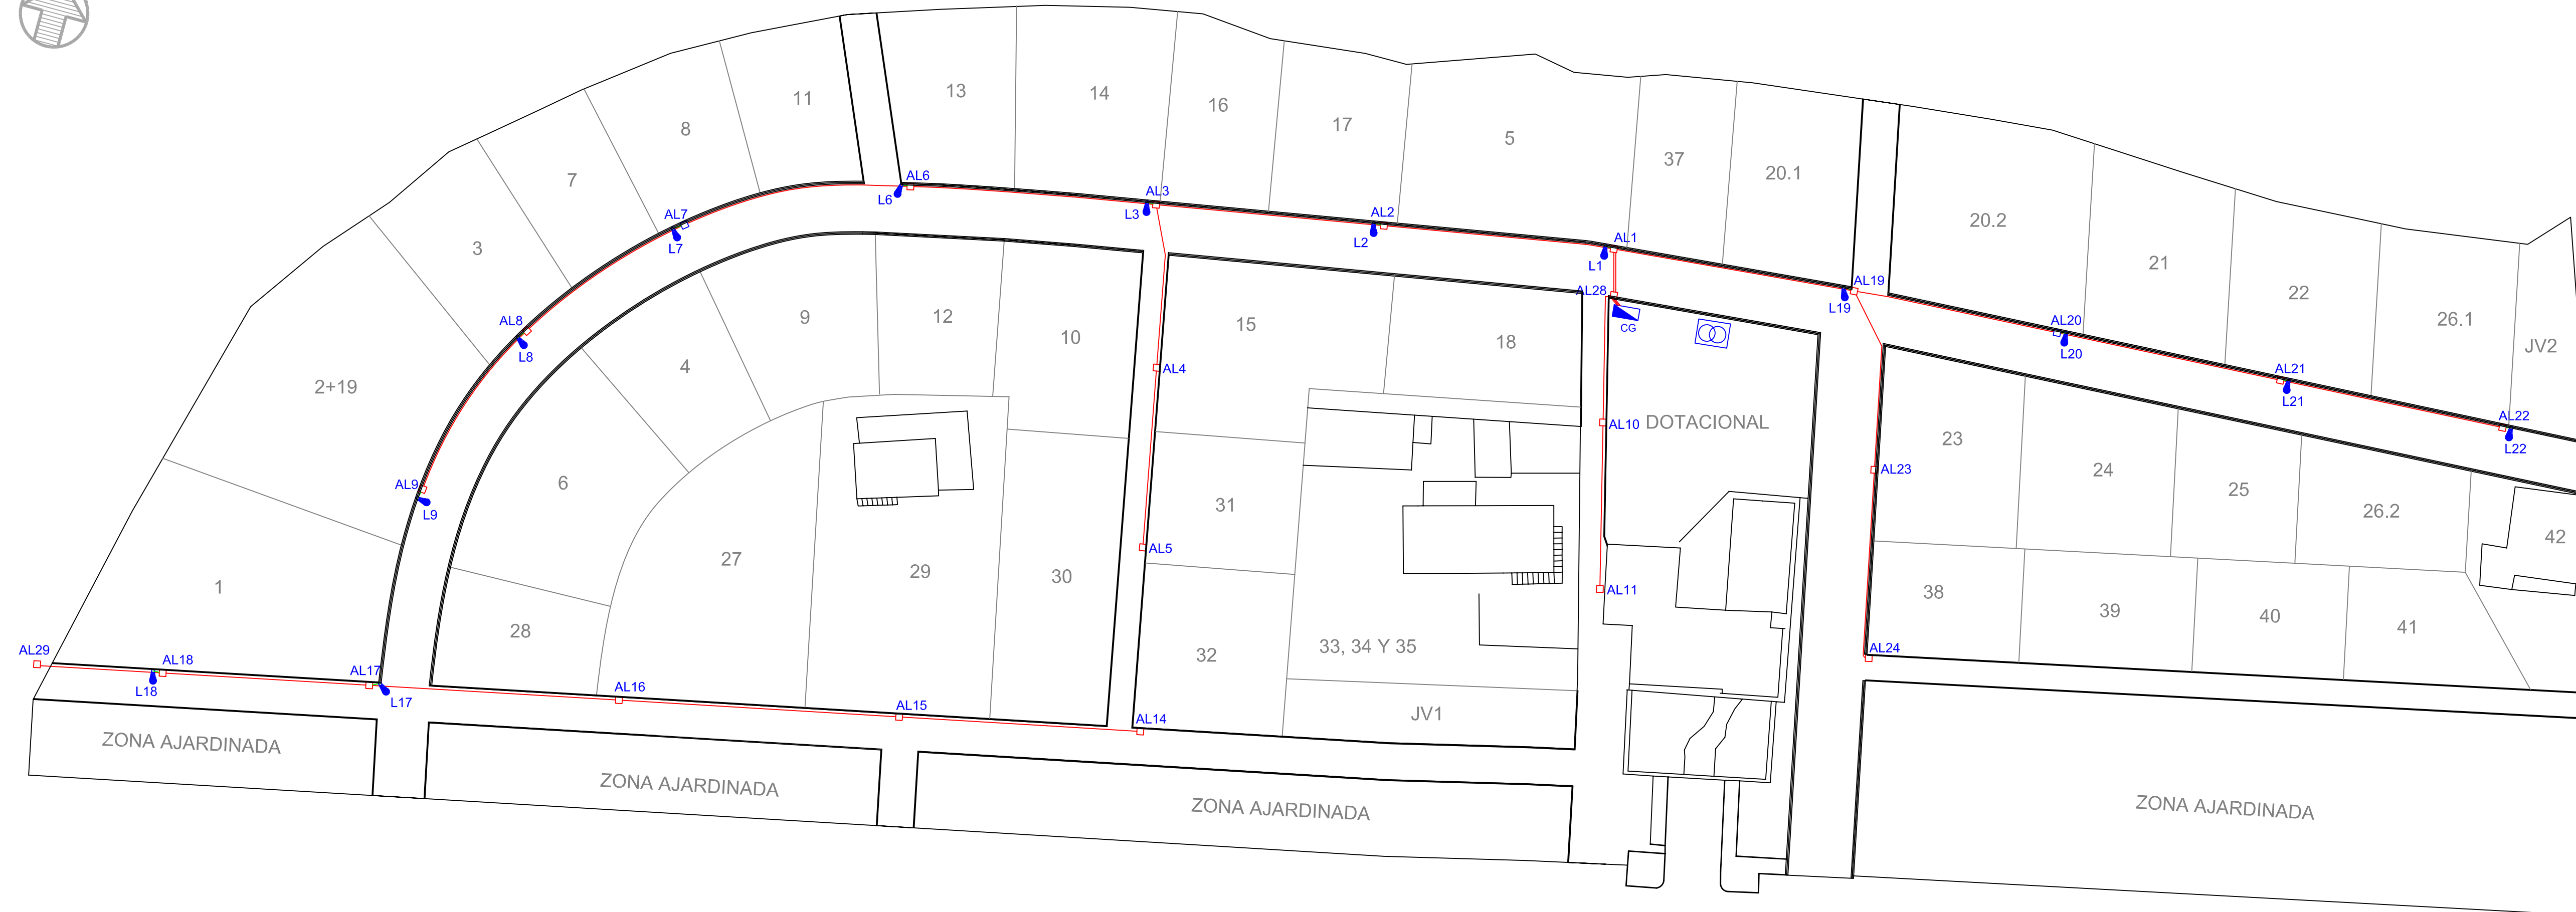 13
14
16
17
5
37
20.1
11
8
7
3
2+19
1
20.2
21
22
26.1
JV2
AL6
L6
AL3
L3
AL2
L2
AL1
L1
AL28
CG
AL19
L19
AL20
L20
AL21
L21
AL22
L22
AL7
L7
AL8
L8
AL9
L9
9
12
10
4
6
27
29
30
28
15
18
AL4
AL5
31
32
33, 34 Y 35
JV1
AL10
AL11
DOTACIONAL
23
24
25
26.2
42
AL23
38
39
40
41
AL24
AL29
AL18
L18
AL17
L17
AL16
AL15
AL14
ZONA AJARDINADA
ZONA AJARDINADA
ZONA AJARDINADA
ZONA AJARDINADA